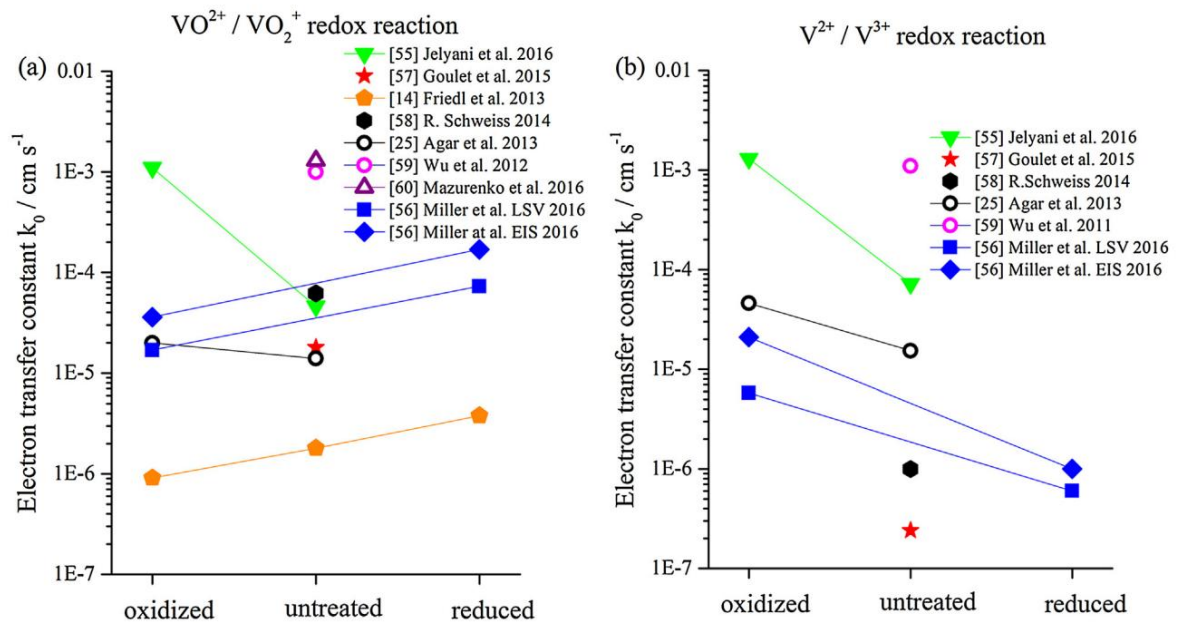 VO²⁺ / VO₂⁺ redox reaction
(a)
[55] Jelyani et al. 2016
[57] Goulet et al. 2015
[14] Friedl et al. 2013
[58] R. Schweiss 2014
[25] Agar et al. 2013
[59] Wu et al. 2012
[60] Mazurenko et al. 2016
[56] Miller et al. LSV 2016
[56] Miller at al. EIS 2016
Electron transfer constant k₀ / cm s⁻¹
0.01
1E-3
1E-4
1E-5
1E-6
1E-7
oxidized
untreated
reduced
V²⁺ / V³⁺ redox reaction
(b)
[55] Jelyani et al. 2016
[57] Goulet et al. 2015
[58] R.Schweiss 2014
[25] Agar et al. 2013
[59] Wu et al. 2011
[56] Miller et al. LSV 2016
[56] Miller et al. EIS 2016
Electron transfer constant k₀ / cm s⁻¹
0.01
1E-3
1E-4
1E-5
1E-6
1E-7
oxidized
untreated
reduced